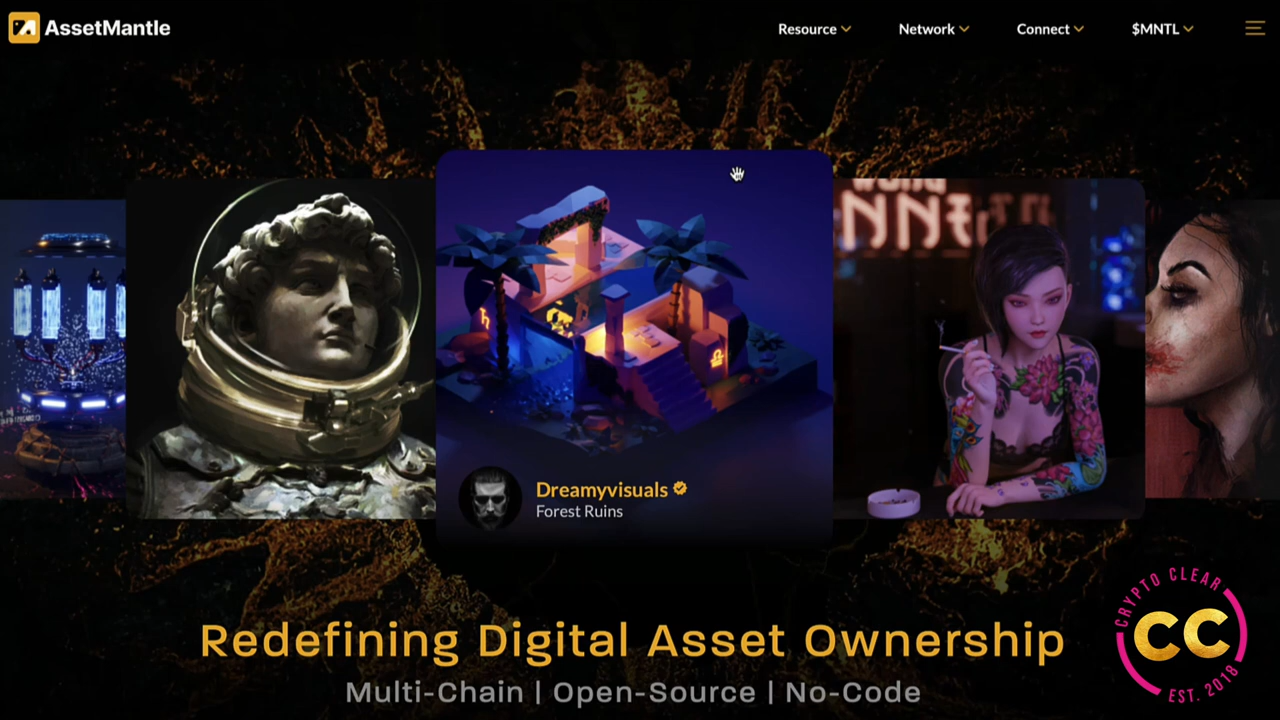 AssetMantle
Resource
Network
Connect
$MNTL
Dreamyvisuals
Forest Ruins
Redefining Digital Asset Ownership
Multi-Chain | Open-Source | No-Code
CRYPTO CLEAR
CC
EST. 2018